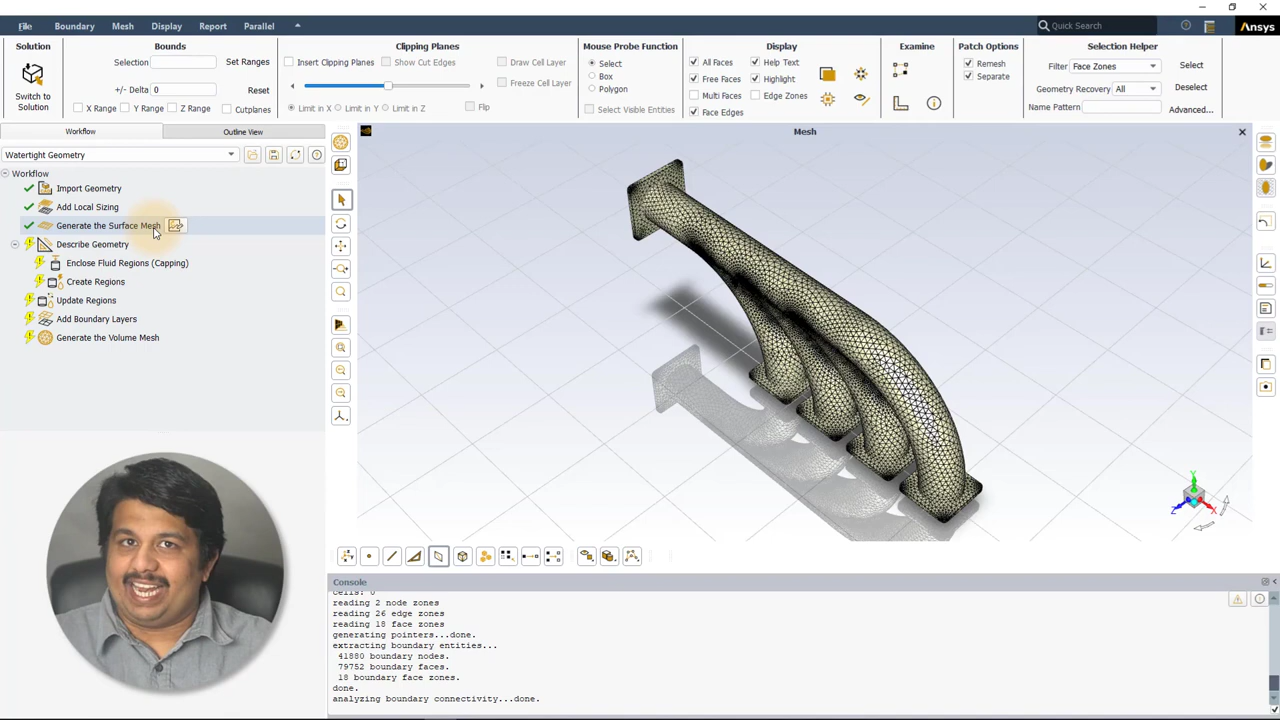 File Boundary Mesh Display Report Parallel Quick Search Ansys
Solution Bounds Clipping Planes Mouse Probe Function Display Examine Patch Options Selection Helper
Selection Set Ranges Insert Clipping Planes Show Cut Edges Draw Cell Layer Select All Faces Help Text Remesh Filter Face Zones Select
Box Free Faces Highlight Separate
+/- Delta 0 Reset Freeze Cell Layer Polygon Multi Faces Edge Zones Geometry Recovery All Deselect
Switch to
Solution
X Range Y Range Z Range Cutplanes Limit in X Limit in Y Limit in Z Flip Select Visible Entities Face Edges Name Pattern Advanced...
Workflow Outline View Mesh
Watertight Geometry
Workflow
Import Geometry
Add Local Sizing
Generate the Surface Mesh
Describe Geometry
Enclose Fluid Regions (Capping)
Create Regions
Update Regions
Add Boundary Layers
Generate the Volume Mesh
Y
Z X
Console
cells: 0
reading 2 node zones
reading 26 edge zones
reading 18 face zones
generating pointers...done.
extracting boundary entities...
41880 boundary nodes.
79752 boundary faces.
18 boundary face zones.
done.
analyzing boundary connectivity...done.